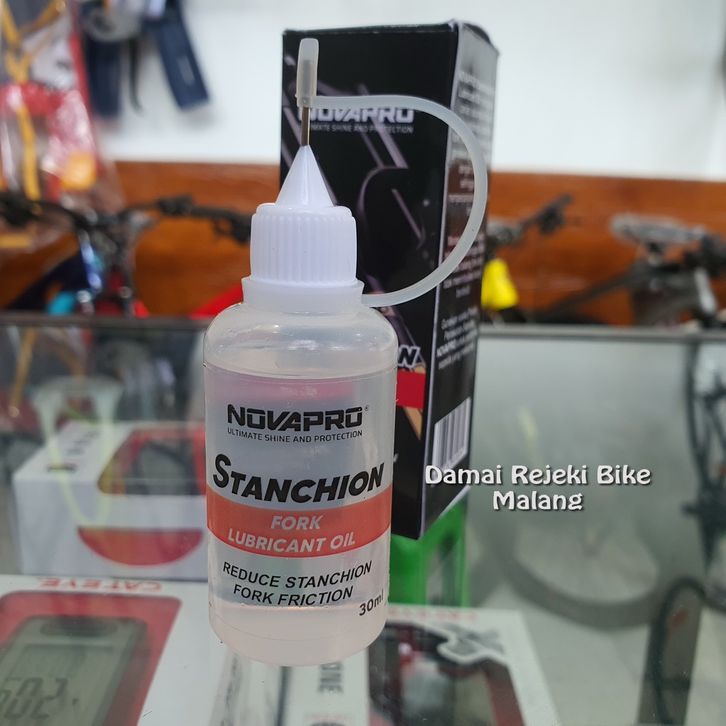 NOVAPRO
ULTIMATE SHINE AND PROTECTION
NOVAPRO®
ULTIMATE SHINE AND PROTECTION
STANCHION
FORK
LUBRICANT OIL
REDUCE STANCHION
FORK FRICTION
30ml
Damai Rejeki Bike
Malang
CATEYE